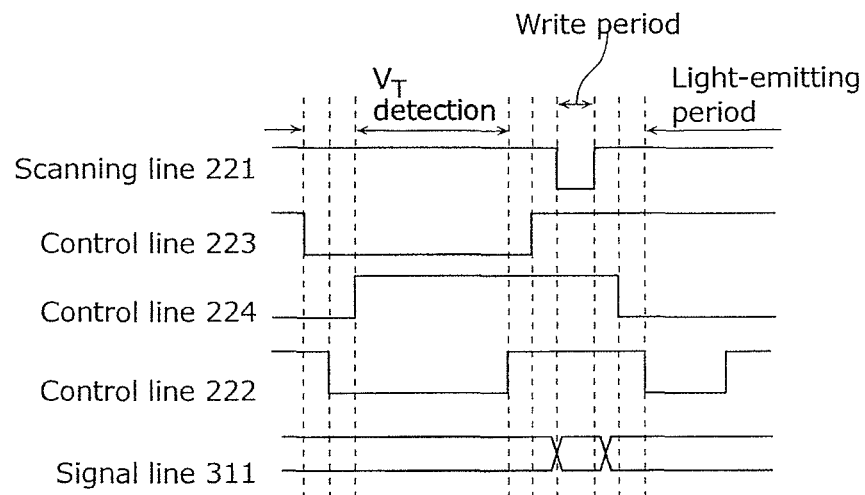 Write period
V_T
detection
Light-emitting
period
Scanning line 221
Control line 223
Control line 224
Control line 222
Signal line 311